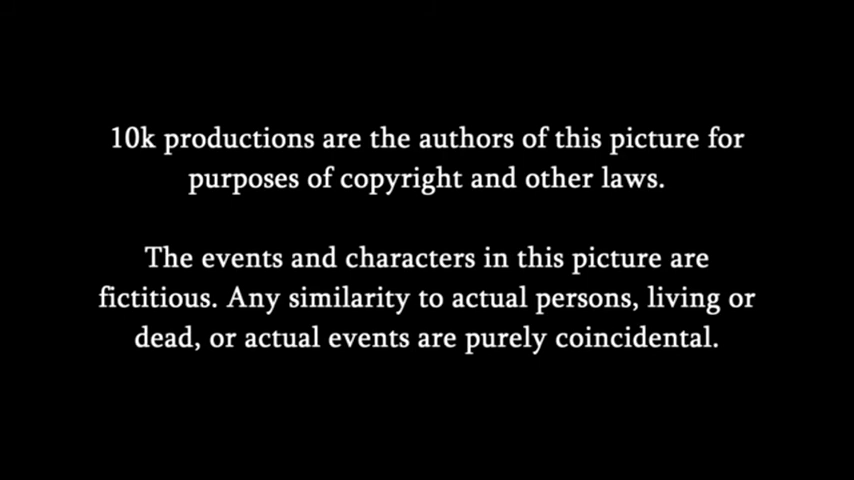 10k productions are the authors of this picture for
purposes of copyright and other laws.
The events and characters in this picture are
fictitious. Any similarity to actual persons, living or
dead, or actual events are purely coincidental.